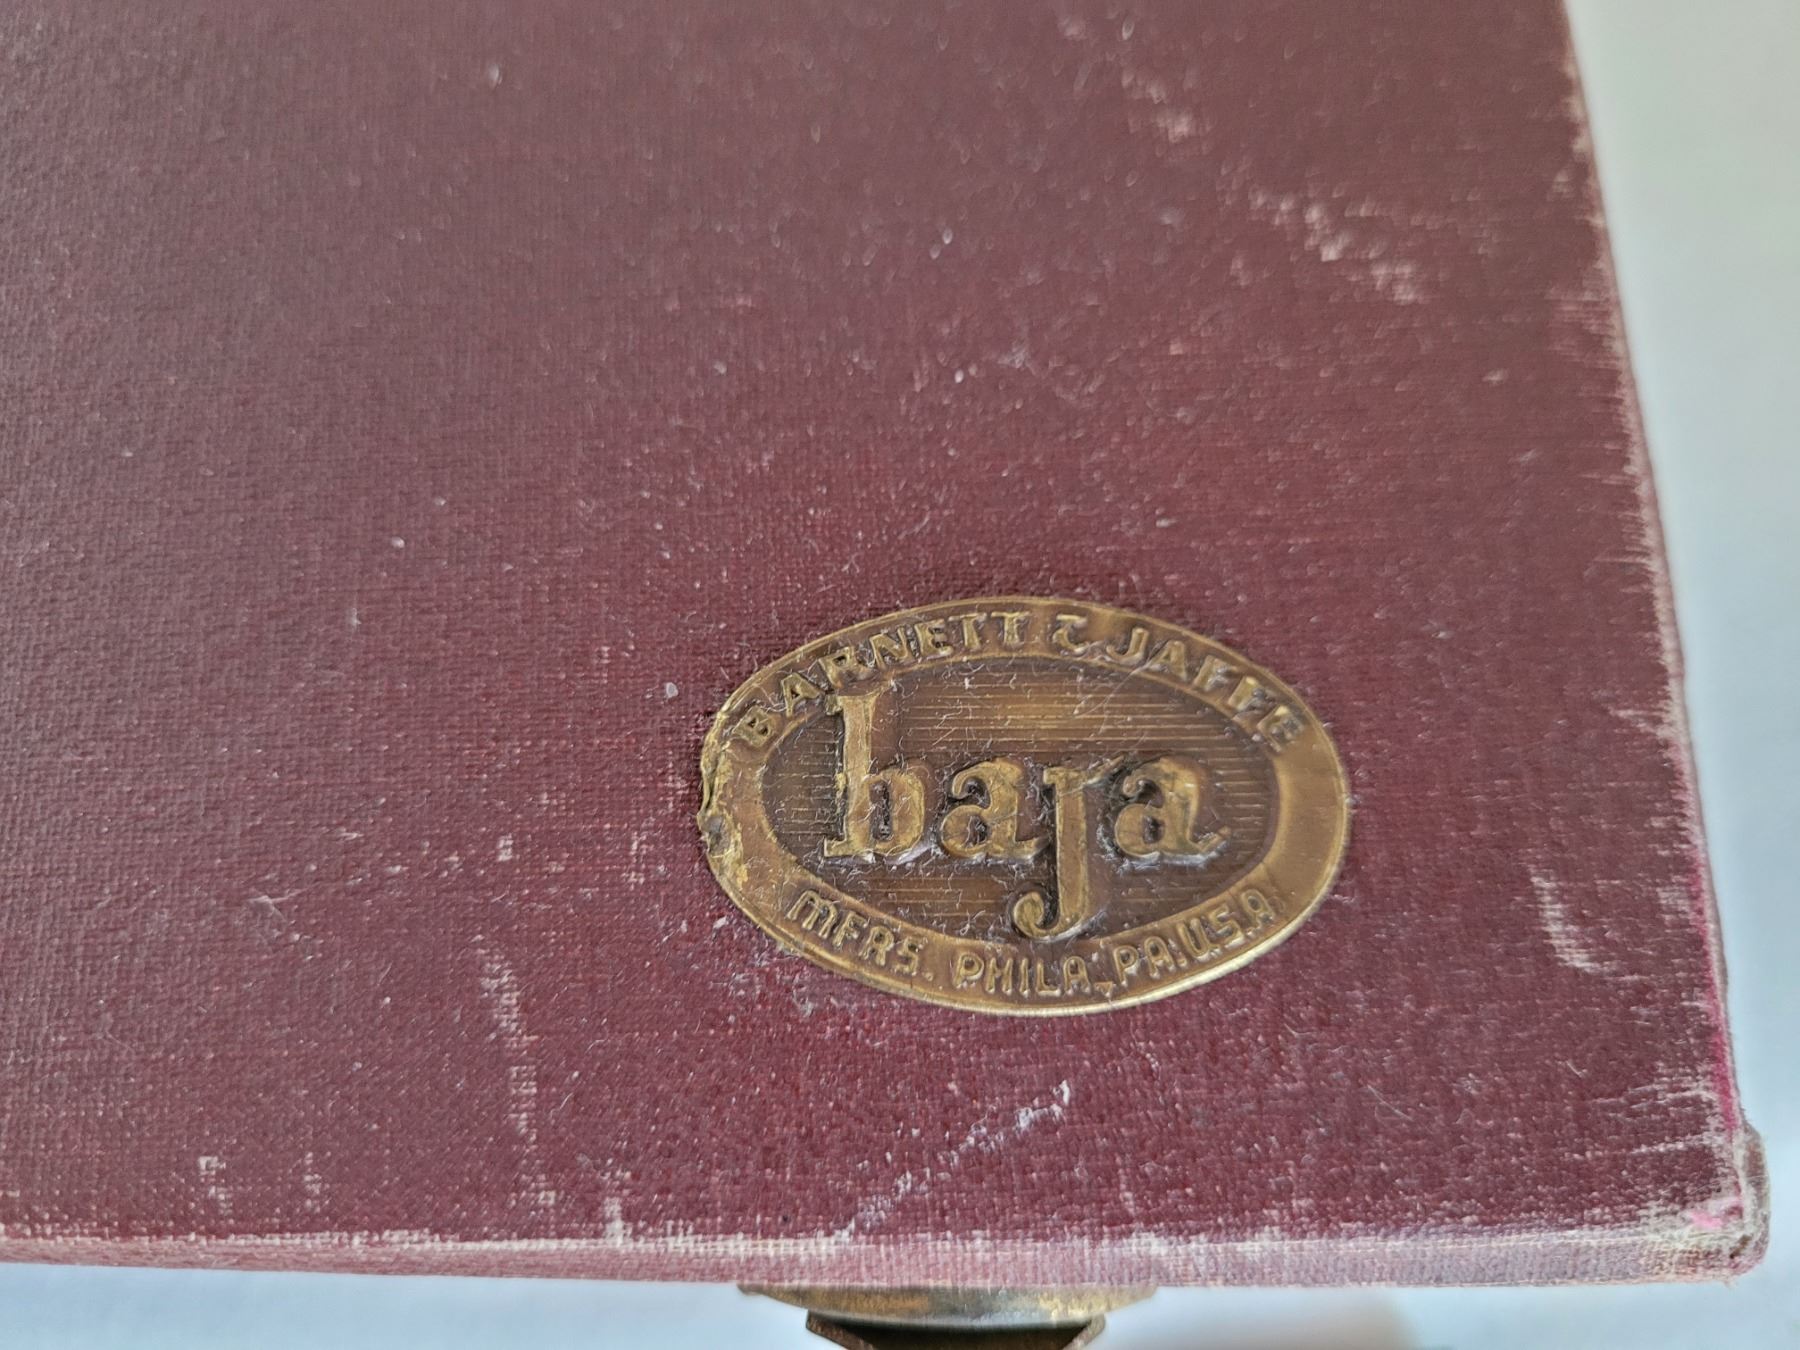 BARNETT & JAFFE
baja
MFRS. PHILA., PA. U.S.A.